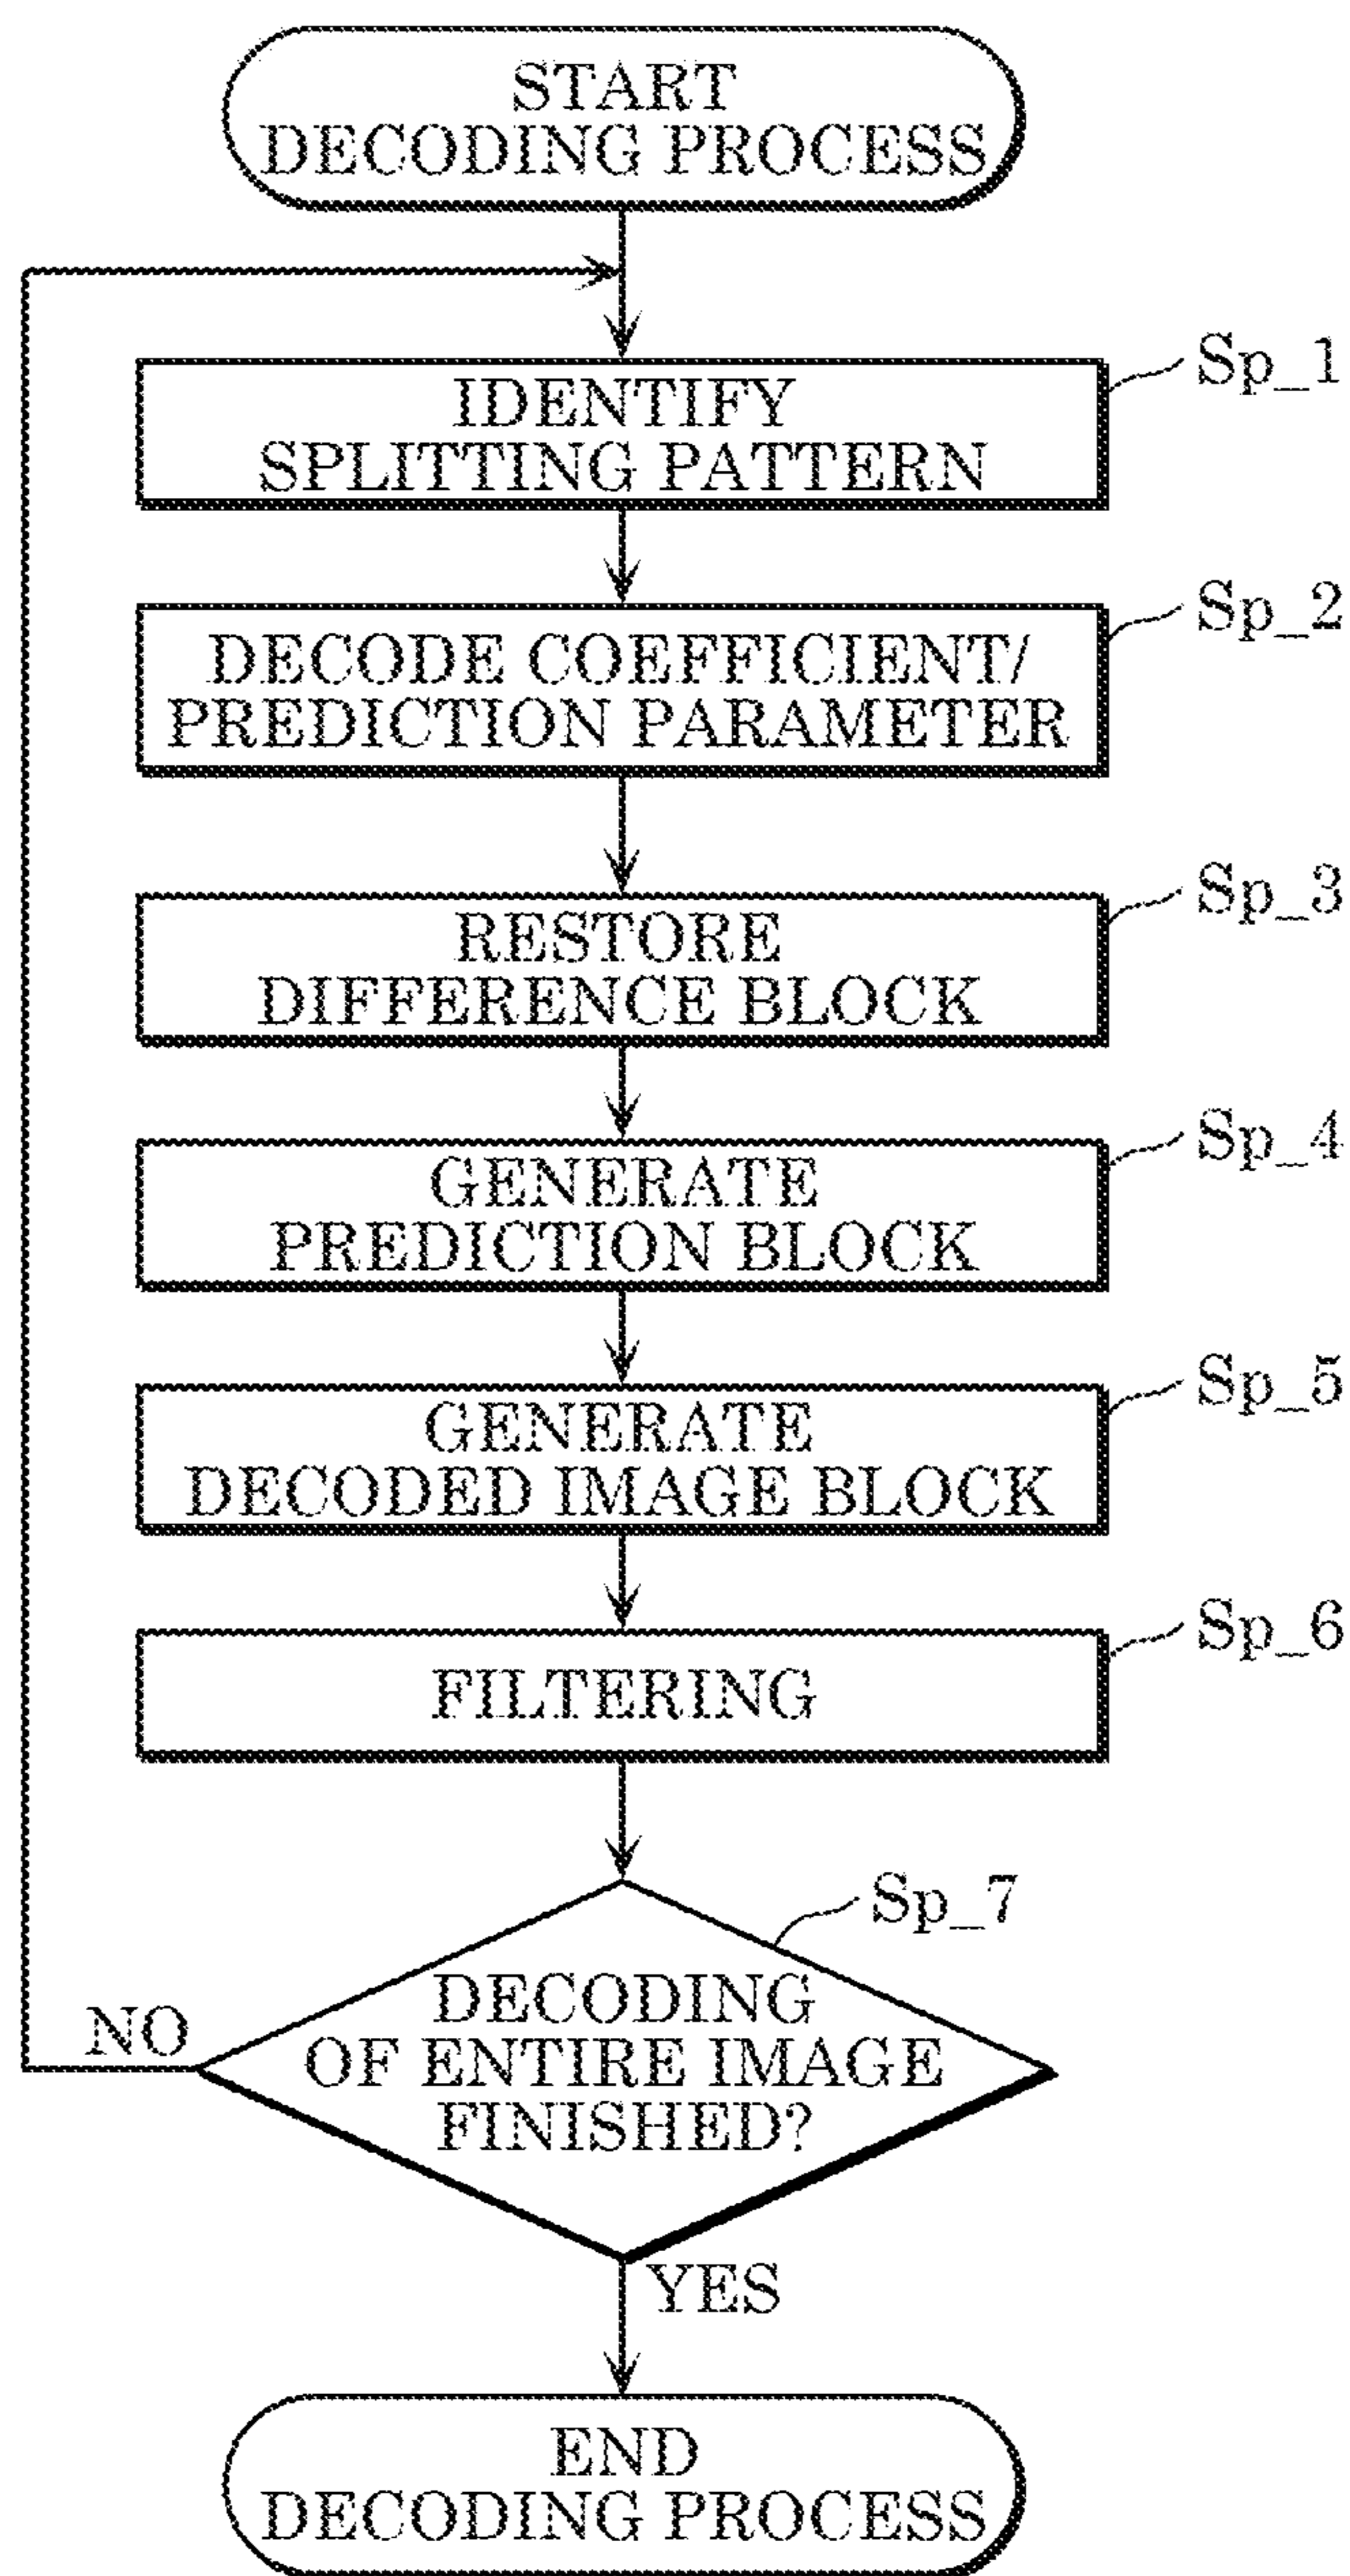 START
DECODING PROCESS
Sp_1
IDENTIFY
SPLITTING PATTERN
Sp_2
DECODE COEFFICIENT/
PREDICTION PARAMETER
Sp_3
RESTORE
DIFFERENCE BLOCK
Sp_4
GENERATE
PREDICTION BLOCK
Sp_5
GENERATE
DECODED IMAGE BLOCK
Sp_6
FILTERING
Sp_7
DECODING
OF ENTIRE IMAGE
FINISHED?
NO
YES
END
DECODING PROCESS